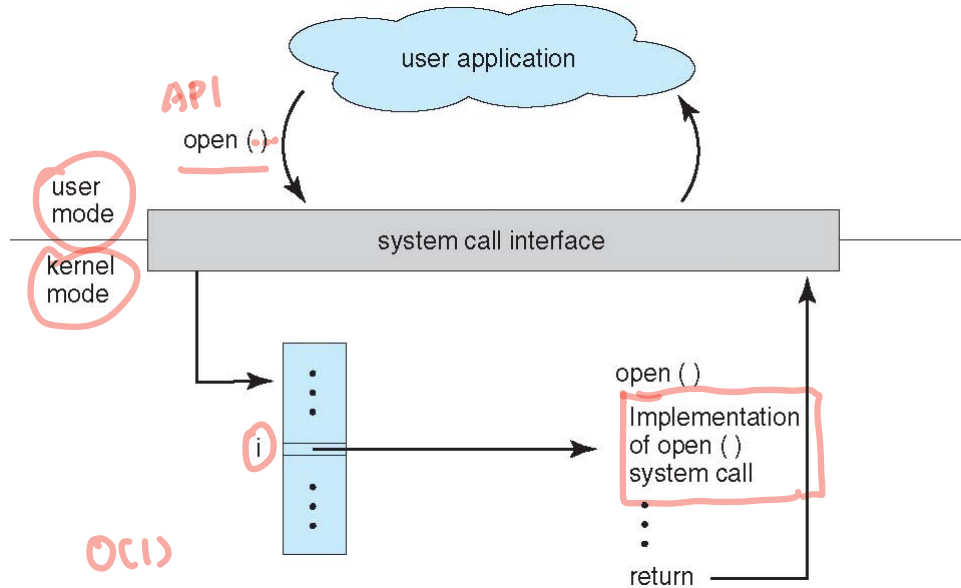 user application
API
open ( )
user
mode
system call interface
kernel
mode
open ( )
i
Implementation
of open ( )
system call
O(1)
return